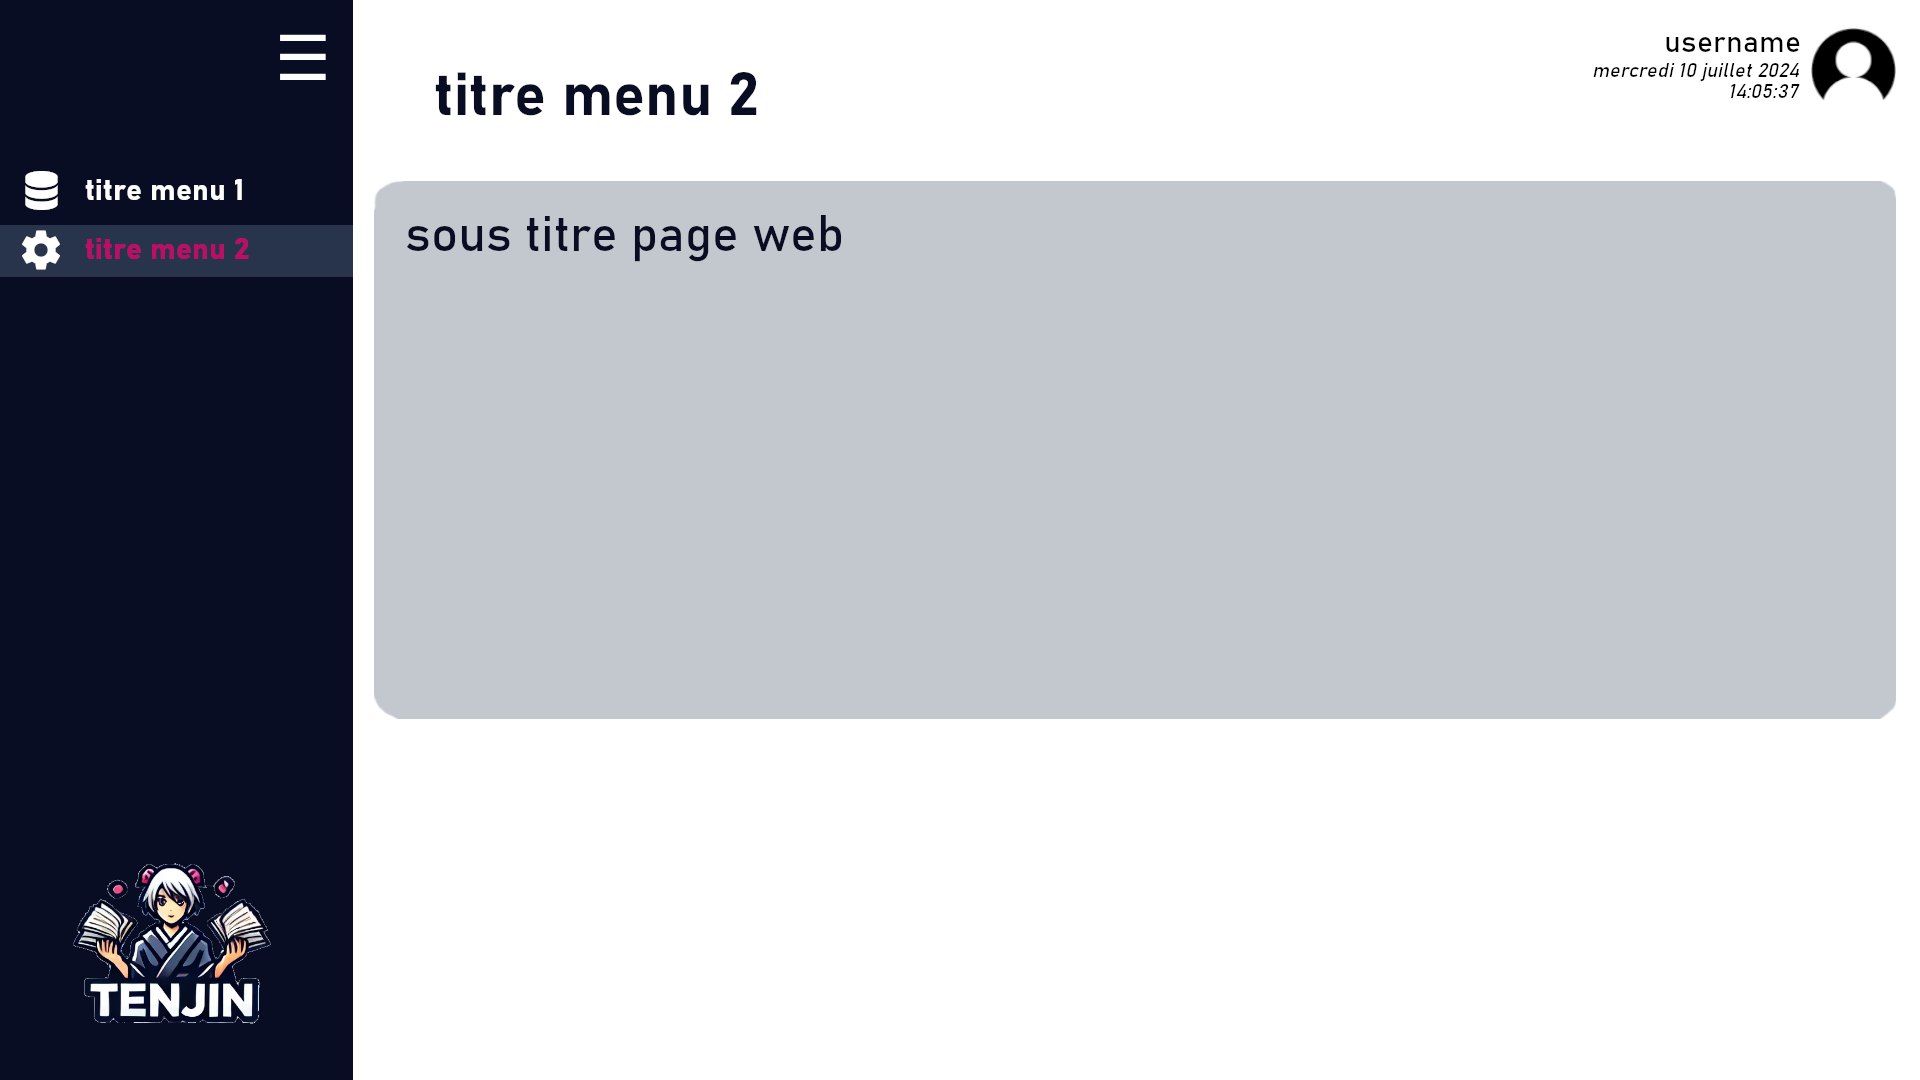 username
mercredi 10 juillet 2024
14:05:37
titre menu 2
titre menu 1
titre menu 2
sous titre page web
TENJIN